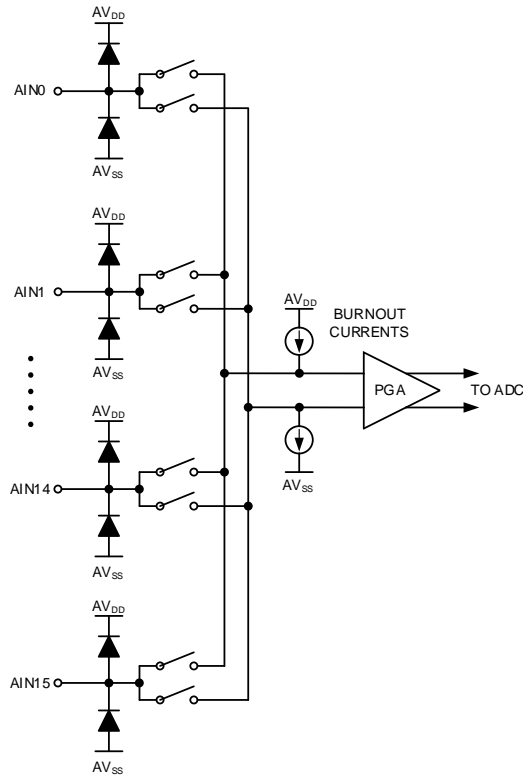 AVDD
AIN0
AVSS
AVDD
AIN1
AVSS
AVDD
BURNOUT
CURRENTS
PGA
TO ADC
AVSS
AVDD
AIN14
AVSS
AVDD
AIN15
AVSS